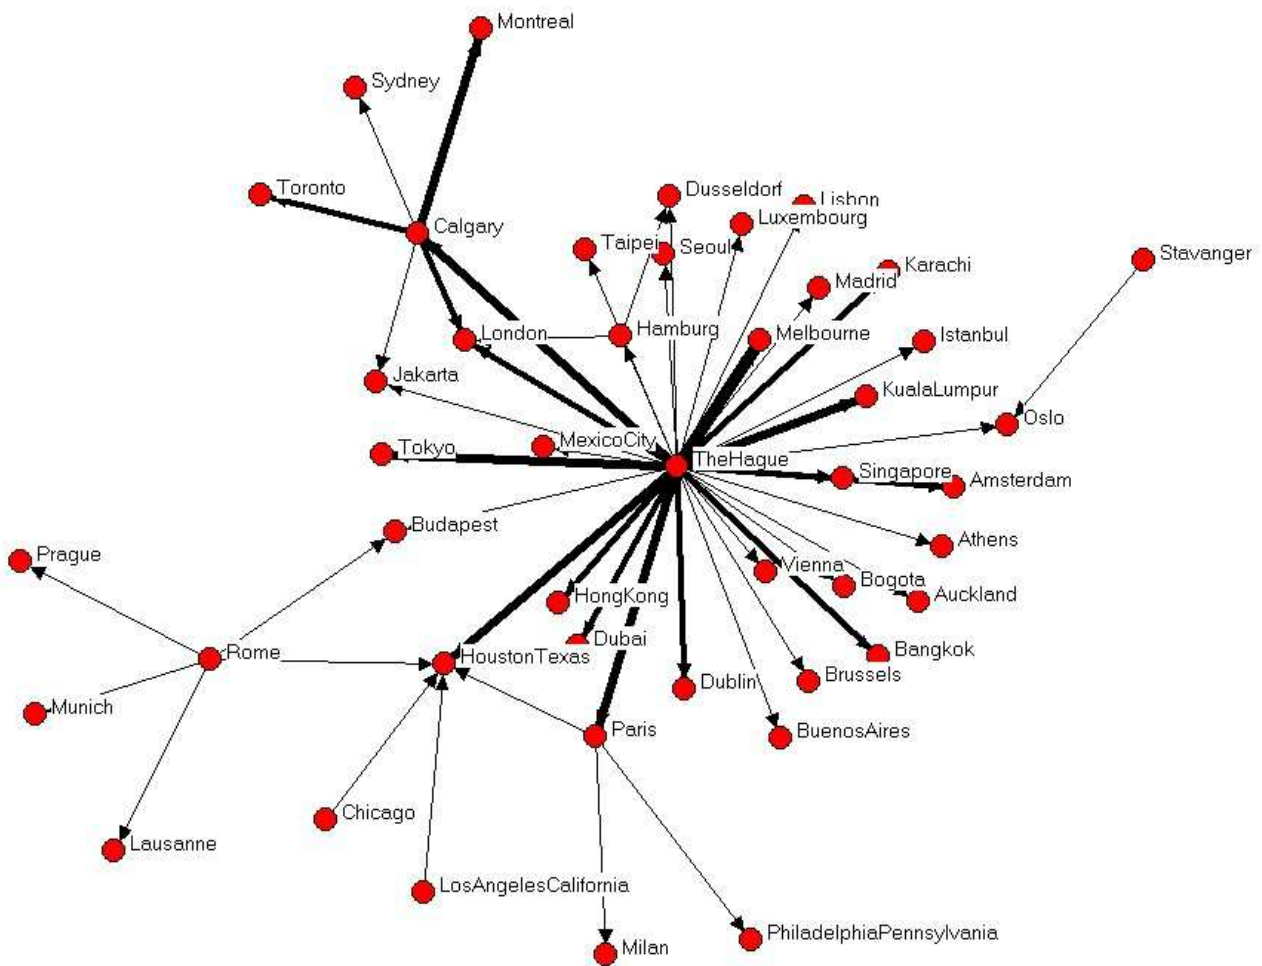 Montreal
Sydney
Toronto
Dusseldorf
Lisbon
Luxembourg
Calgary
Taipei
Seoul
Stavanger
Karachi
Madrid
London
Hamburg
Melbourne
Istanbul
Jakarta
KualaLumpur
Oslo
Tokyo
MexicoCity
TheHague
Singapore
Amsterdam
Budapest
Athens
Prague
Vienna
Bogota
Auckland
HongKong
Dubai
Rome
HoustonTexas
Bangkok
Brussels
Dublin
Munich
Paris
BuenosAires
Chicago
Lausanne
LosAngelesCalifornia
PhiladelphiaPennsylvania
Milan